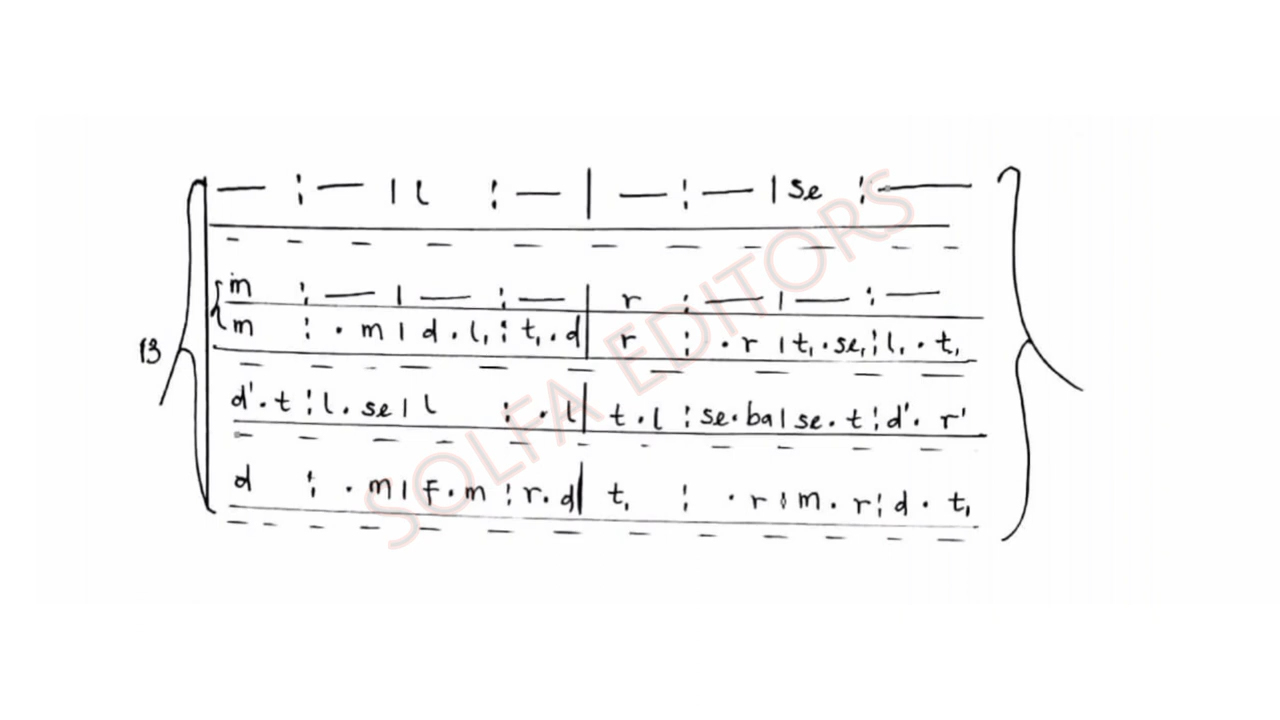 — : — | l : — | — : — | se : —
m : — | — : — | r : — | — : —
m : . m | d . l, : t, . d | r : . r | t, . se, : l, . t,
13
d' . t : l . se | l : . l | t . l : se . ba | se . t : d' . r'
d : . m | f . m : r . d | t, : . r : m . r : d . t,
SOLFA EDITORS